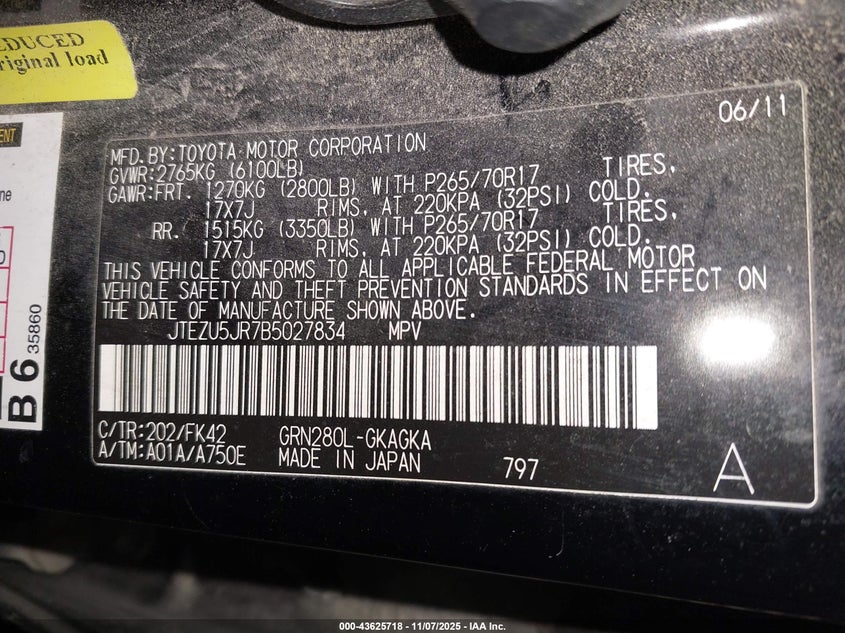 DUCED
riginal load
ENT
ne
B 6 35860
06/11
MFD. BY: TOYOTA MOTOR CORPORATION
GVWR: 2765KG (6100LB)
GAWR: FRT. 1270KG (2800LB) WITH P265/70R17 TIRES,
17X7J RIMS, AT 220KPA (32PSI) COLD.
RR. 1515KG (3350LB) WITH P265/70R17 TIRES,
17X7J RIMS, AT 220KPA (32PSI) COLD.
THIS VEHICLE CONFORMS TO ALL APPLICABLE FEDERAL MOTOR
VEHICLE SAFETY AND THEFT PREVENTION STANDARDS IN EFFECT ON
THE DATE OF MANUFACTURE SHOWN ABOVE.
JTEZU5JR7B5027834 MPV
C/TR: 202/FK42 GRN280L-GKAGKA
A/TM: A01A/A750E MADE IN JAPAN 797 A
000-43625718 - 11/07/2025 - IAA Inc.